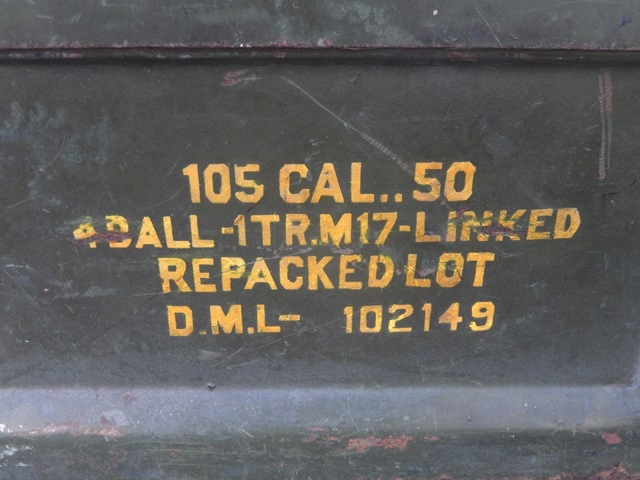 105 CAL.. 50
4BALL-1TR.M17-LINKED
REPACKED LOT
D.M.L- 102149